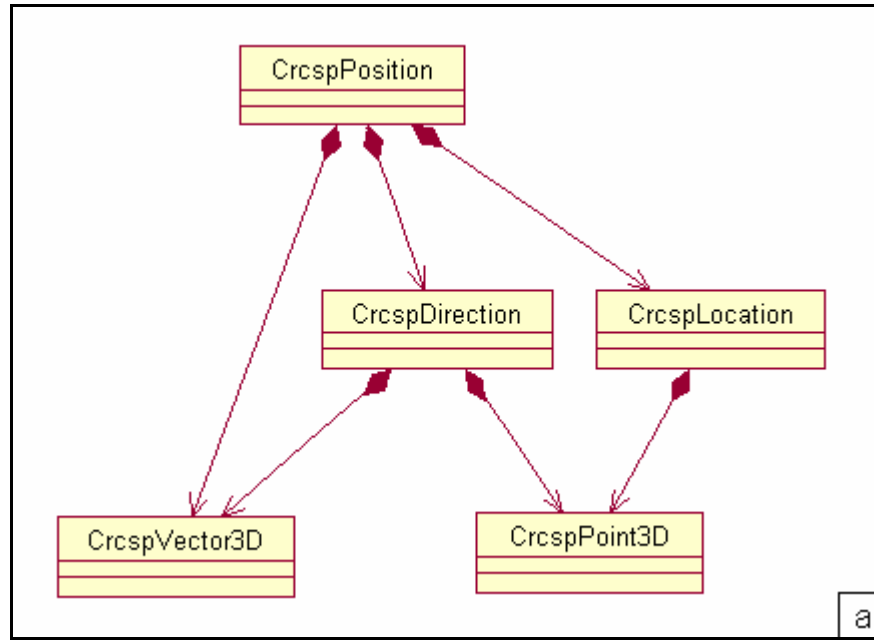 CrcspPosition
CrcspDirection
CrcspLocation
CrcspVector3D
CrcspPoint3D
a